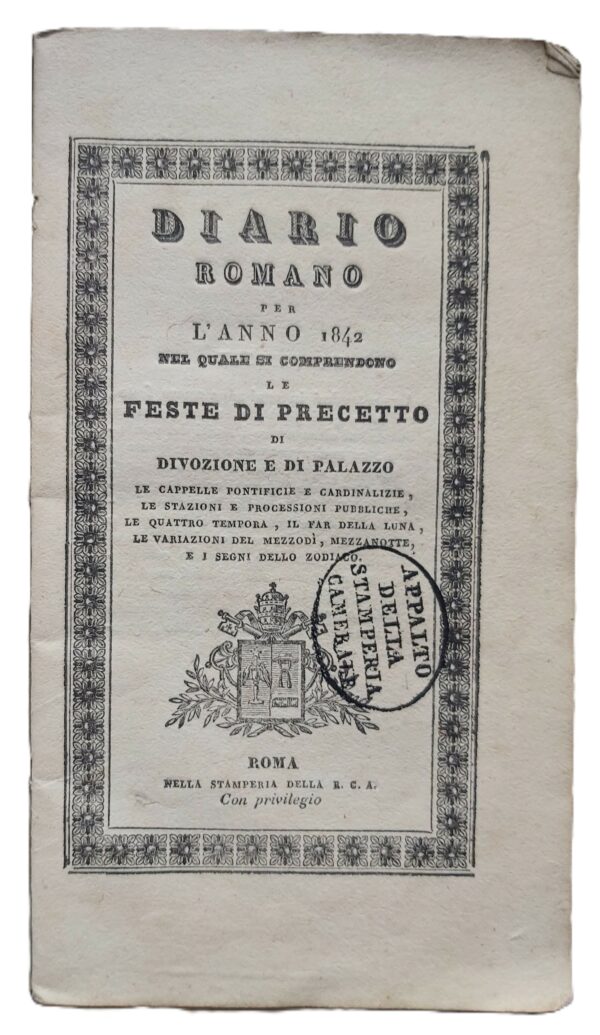 DIARIO
ROMANO
PER
L'ANNO 1842
NEL QUALE SI COMPRENDONO
LE
FESTE DI PRECETTO
DI
DIVOZIONE E DI PALAZZO
LE CAPPELLE PONTIFICIE E CARDINALIZIE,
LE STAZIONI E PROCESSIONI PUBBLICHE,
LE QUATTRO TEMPORA, IL FAR DELLA LUNA,
LE VARIAZIONI DEL MEZZODÌ, MEZZANOTTE,
E I SEGNI DELLO ZODIACO.
APPALTO
DELLA
STAMPERIA
CAMERALE
ROMA
NELLA STAMPERIA DELLA R. C. A.
Con privilegio